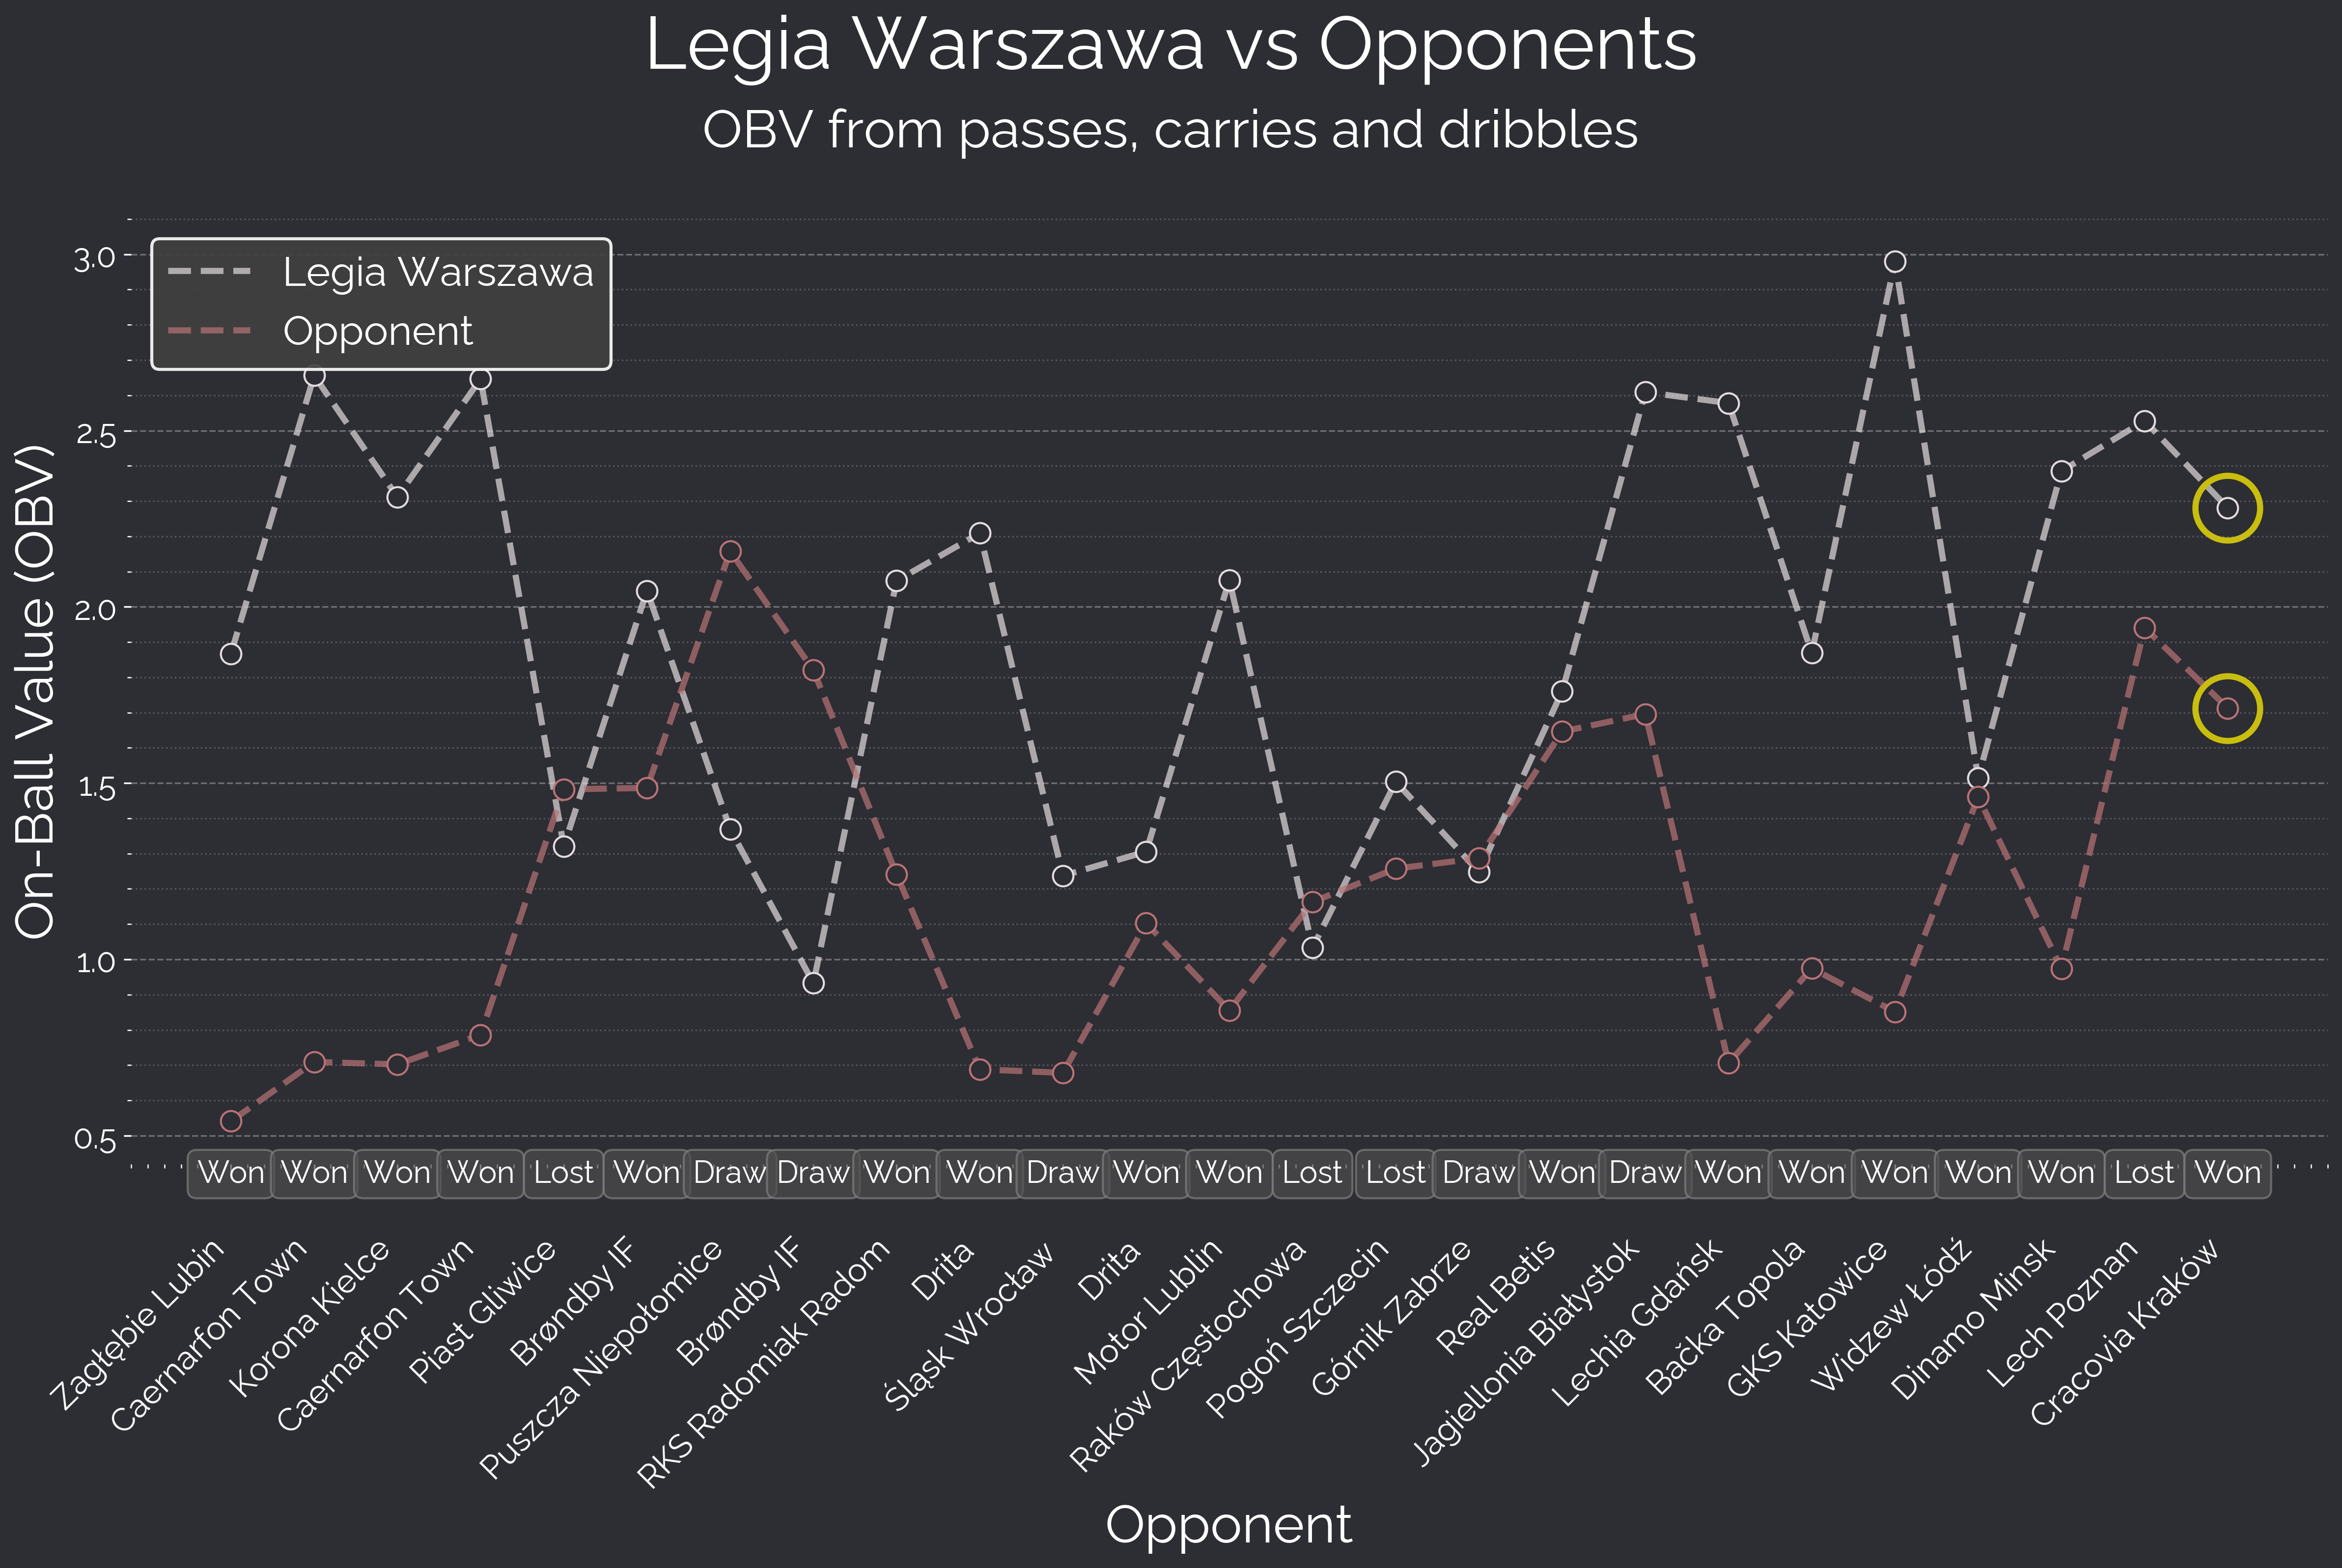 Legia Warszawa vs Opponents
OBV from passes, carries and dribbles
Legia Warszawa
Opponent
On-Ball Value (OBV)
3.0
2.5
2.0
1.5
1.0
0.5
Won Won Won Won Lost Won Draw Draw Won Won Draw Won Won Lost Lost Draw Won Draw Won Won Won Won Won Lost Won
Zagłębie Lubin
Caernarfon Town
Korona Kielce
Caernarfon Town
Piast Gliwice
Brøndby IF
Puszcza Niepołomice
Brøndby IF
RKS Radomiak Radom
Drita
Śląsk Wrocław
Drita
Motor Lublin
Raków Częstochowa
Pogoń Szczecin
Górnik Zabrze
Real Betis
Jagiellonia Białystok
Lechia Gdańsk
Bačka Topola
GKS Katowice
Widzew Łódź
Dinamo Minsk
Lech Poznan
Cracovia Kraków
Opponent